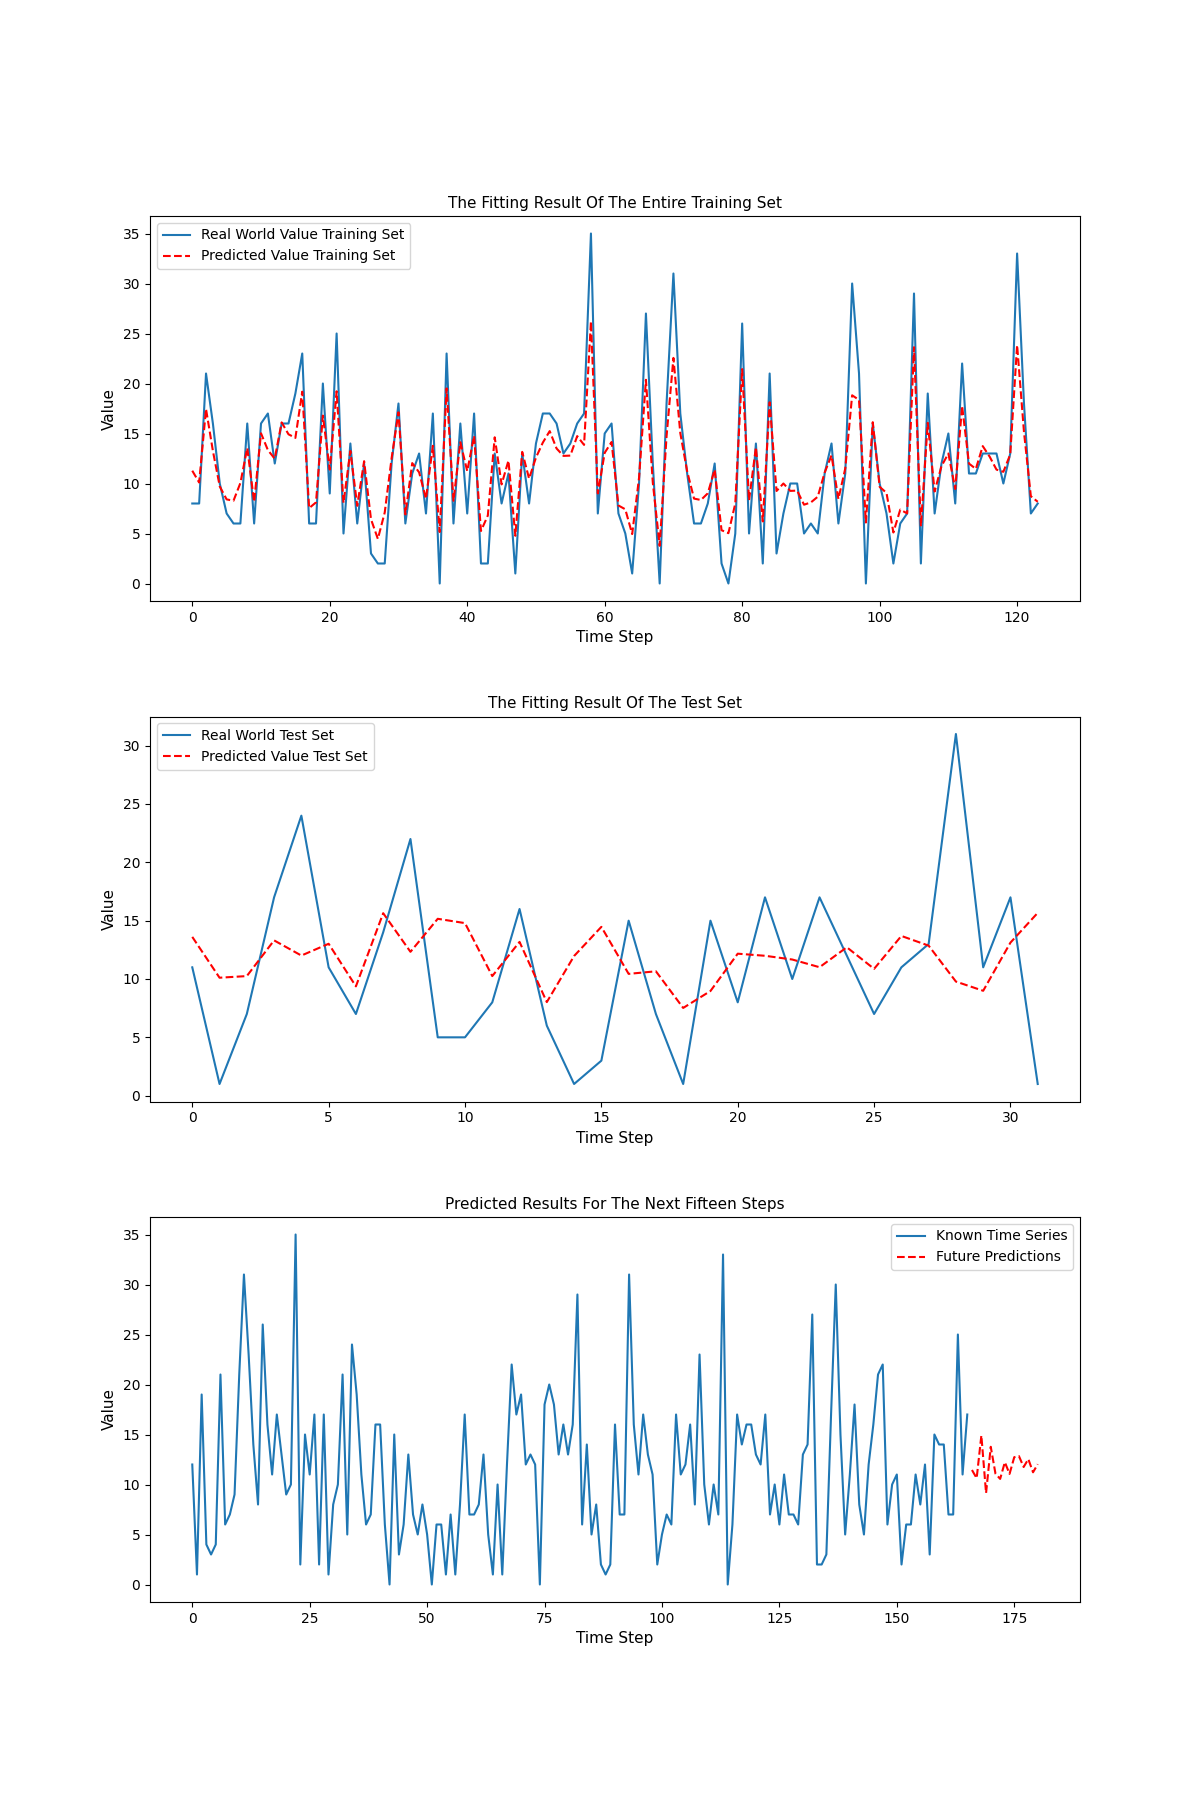 The Fitting Result Of The Entire Training Set
Real World Value Training Set
Predicted Value Training Set
35
30
25
20
15
10
5
0
Value
0 20 40 60 80 100 120
Time Step
The Fitting Result Of The Test Set
Real World Test Set
Predicted Value Test Set
30
25
20
15
10
5
0
Value
0 5 10 15 20 25 30
Time Step
Predicted Results For The Next Fifteen Steps
Known Time Series
Future Predictions
35
30
25
20
15
10
5
0
Value
0 25 50 75 100 125 150 175
Time Step